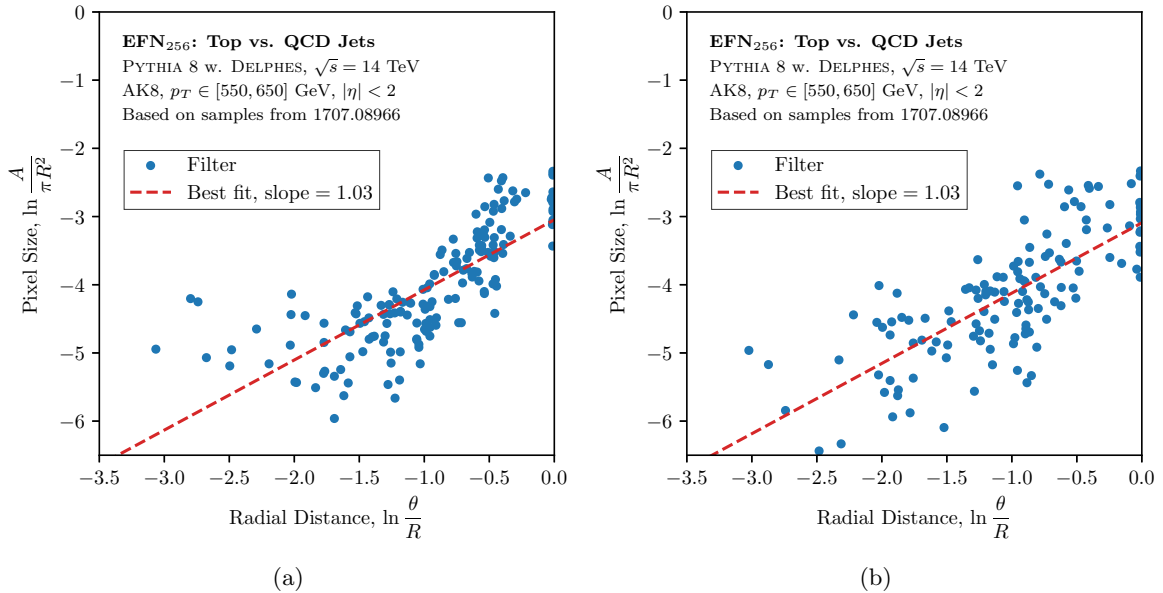 EFN₂₅₆: Top vs. QCD Jets
PYTHIA 8 w. DELPHES, √s = 14 TeV
AK8, p_T ∈ [550, 650] GeV, |η| < 2
Based on samples from 1707.08966
Filter
Best fit, slope = 1.03
0
−1
−2
−3
−4
−5
−6
Pixel Size, ln A/πR²
−3.5 −3.0 −2.5 −2.0 −1.5 −1.0 −0.5 0.0
Radial Distance, ln θ/R
(a)
EFN₂₅₆: Top vs. QCD Jets
PYTHIA 8 w. DELPHES, √s = 14 TeV
AK8, p_T ∈ [550, 650] GeV, |η| < 2
Based on samples from 1707.08966
Filter
Best fit, slope = 1.03
0
−1
−2
−3
−4
−5
−6
Pixel Size, ln A/πR²
−3.5 −3.0 −2.5 −2.0 −1.5 −1.0 −0.5 0.0
Radial Distance, ln θ/R
(b)